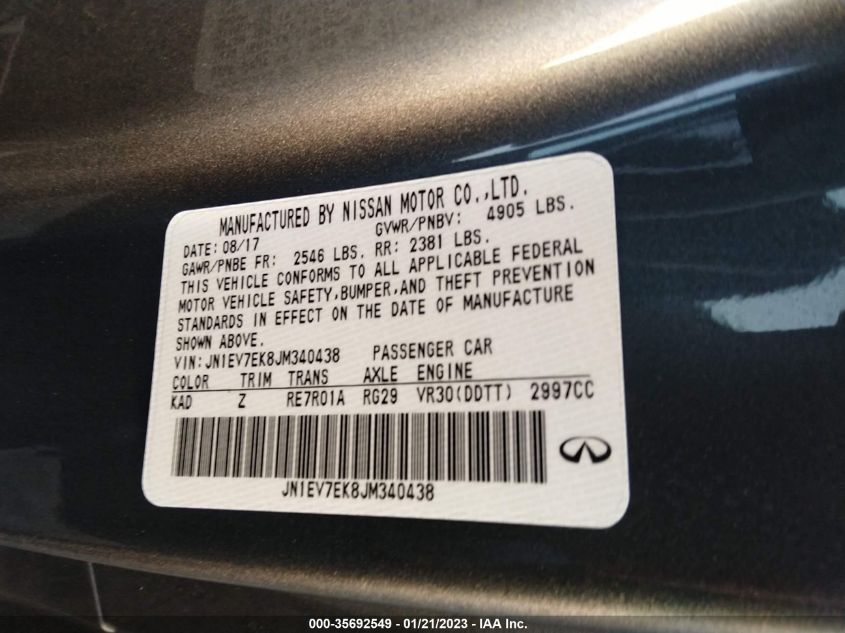 MANUFACTURED BY NISSAN MOTOR CO.,LTD.
DATE: 08/17 GVWR/PNBV: 4905 LBS.
GAWR/PNBE FR: 2546 LBS. RR: 2381 LBS.
THIS VEHICLE CONFORMS TO ALL APPLICABLE FEDERAL
MOTOR VEHICLE SAFETY,BUMPER,AND THEFT PREVENTION
STANDARDS IN EFFECT ON THE DATE OF MANUFACTURE
SHOWN ABOVE.
VIN:JN1EV7EK8JM340438 PASSENGER CAR
COLOR TRIM TRANS AXLE ENGINE
KAD Z RE7R01A RG29 VR30(DDTT) 2997CC
JN1EV7EK8JM340438
000-35692549 - 01/21/2023 - IAA Inc.